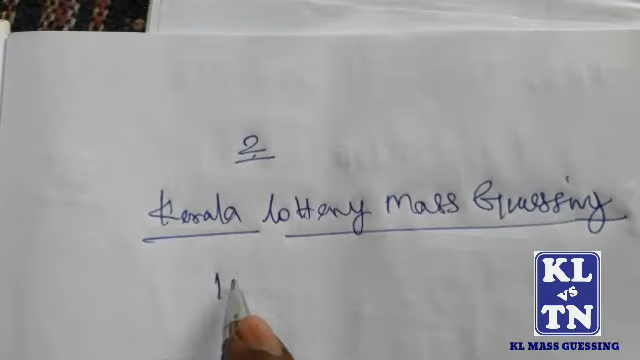 2
Kerala lottery Mass Guessing
1
KL
VS
TN
KL MASS GUESSING